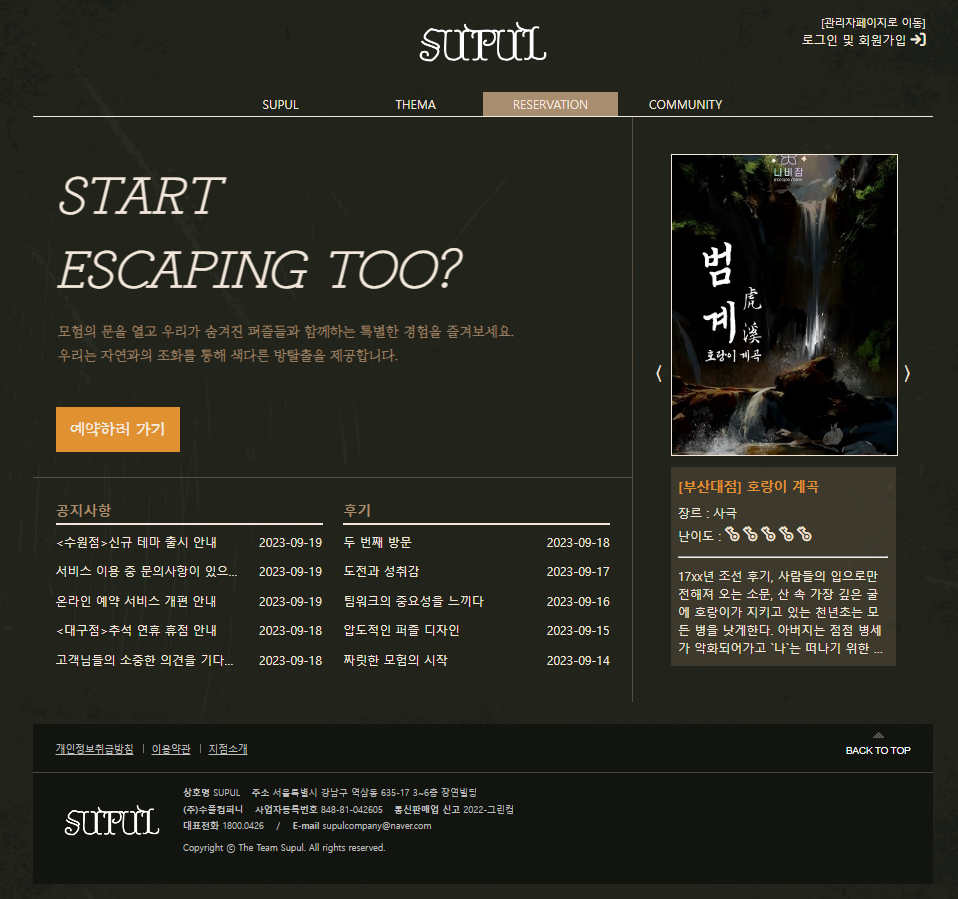 SUPUL
[관리자페이지로 이동]
로그인 및 회원가입
SUPUL THEMA RESERVATION COMMUNITY
START
ESCAPING TOO?
모험의 문을 열고 우리가 숨겨진 퍼즐들과 함께하는 특별한 경험을 즐겨보세요.
우리는 자연과의 조화를 통해 색다른 방탈출을 제공합니다.
예약하러 가기
공지사항
<수원점>신규 테마 출시 안내 2023-09-19
서비스 이용 중 문의사항이 있으... 2023-09-19
온라인 예약 서비스 개편 안내 2023-09-19
<대구점>추석 연휴 휴점 안내 2023-09-18
고객님들의 소중한 의견을 기다... 2023-09-18
후기
두 번째 방문 2023-09-18
도전과 성취감 2023-09-17
팀워크의 중요성을 느끼다 2023-09-16
압도적인 퍼즐 디자인 2023-09-15
짜릿한 모험의 시작 2023-09-14
나비잠
escape room
범계
虎溪
호랑이 계곡
⟨ ⟩
[부산대점] 호랑이 계곡
장르 : 사극
난이도 :
17xx년 조선 후기, 사람들의 입으로만
전해져 오는 소문, 산 속 가장 깊은 굴
에 호랑이가 지키고 있는 천년초는 모
든 병을 낫게한다. 아버지는 점점 병세
가 악화되어가고 `나`는 떠나기 위한 ...
개인정보취급방침 | 이용약관 | 지점소개
BACK TO TOP
SUPUL
상호명 SUPUL 주소 서울특별시 강남구 역삼동 635-17 3~6층 장연빌딩
(주)수풀컴퍼니 사업자등록번호 848-81-042605 통신판매업 신고 2022-그린컴
대표전화 1800.0426 / E-mail supulcompany@naver.com
Copyright ⓒ The Team Supul. All rights reserved.